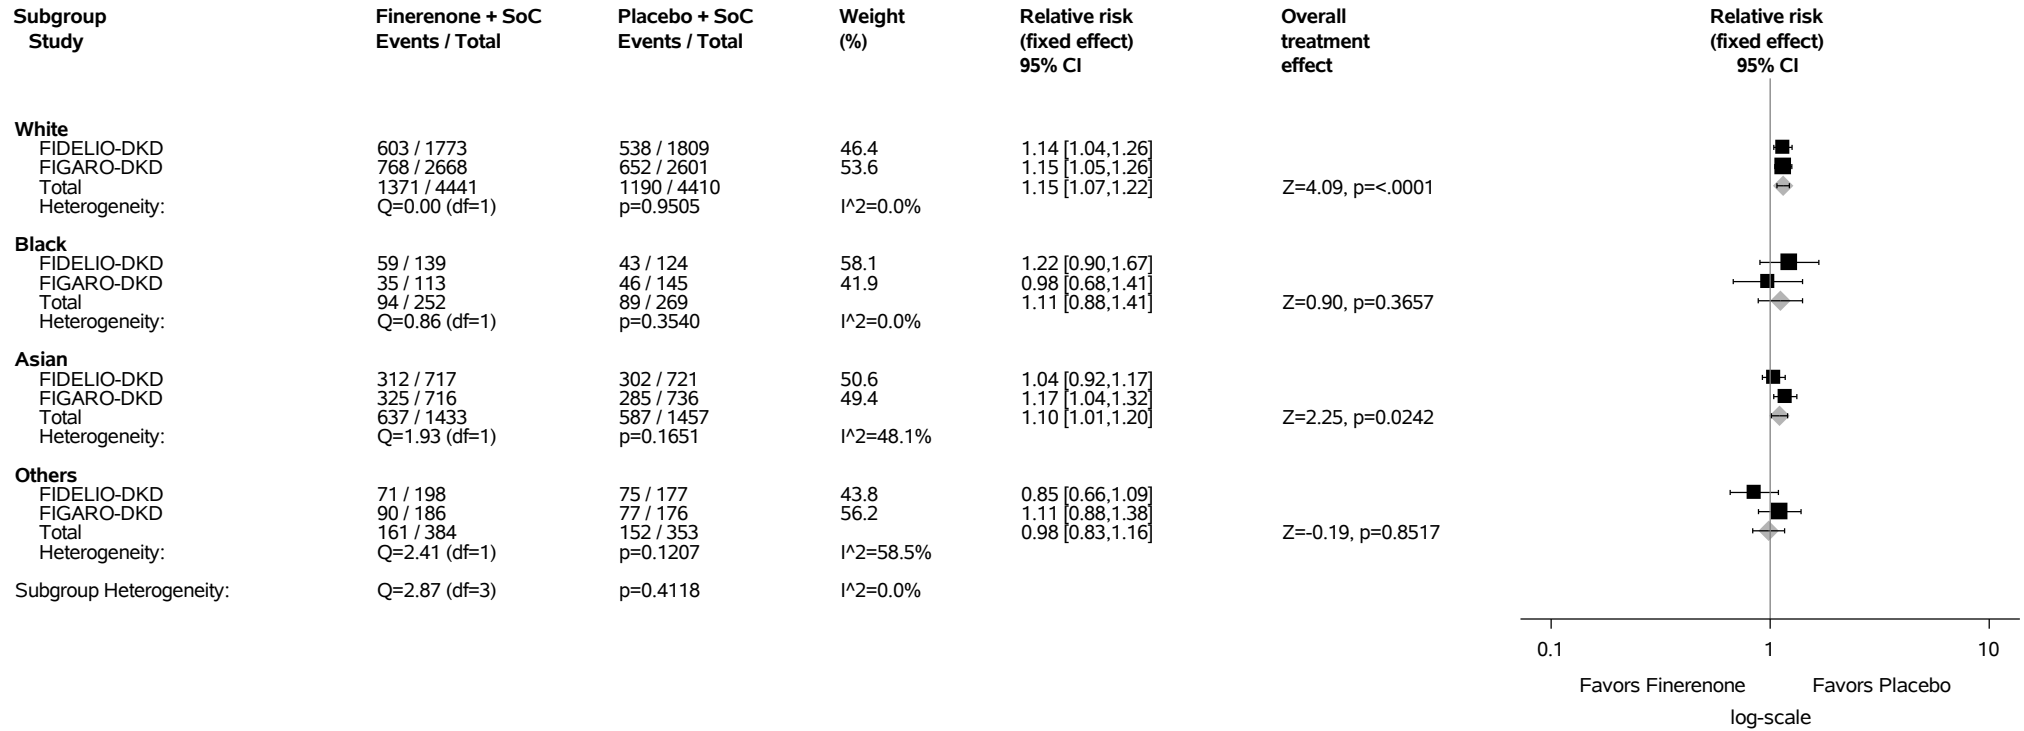 Subgroup Finerenone + SoC Placebo + SoC Weight Relative risk Overall Relative risk
Study Events / Total Events / Total (%) (fixed effect) treatment (fixed effect)
95% CI effect 95% CI
White
FIDELIO-DKD 603 / 1773 538 / 1809 46.4 1.14 [1.04,1.26]
FIGARO-DKD 768 / 2668 652 / 2601 53.6 1.15 [1.05,1.26]
Total 1371 / 4441 1190 / 4410 1.15 [1.07,1.22] Z=4.09, p=<.0001
Heterogeneity: Q=0.00 (df=1) p=0.9505 I^2=0.0%
Black
FIDELIO-DKD 59 / 139 43 / 124 58.1 1.22 [0.90,1.67]
FIGARO-DKD 35 / 113 46 / 145 41.9 0.98 [0.68,1.41]
Total 94 / 252 89 / 269 1.11 [0.88,1.41] Z=0.90, p=0.3657
Heterogeneity: Q=0.86 (df=1) p=0.3540 I^2=0.0%
Asian
FIDELIO-DKD 312 / 717 302 / 721 50.6 1.04 [0.92,1.17]
FIGARO-DKD 325 / 716 285 / 736 49.4 1.17 [1.04,1.32]
Total 637 / 1433 587 / 1457 1.10 [1.01,1.20] Z=2.25, p=0.0242
Heterogeneity: Q=1.93 (df=1) p=0.1651 I^2=48.1%
Others
FIDELIO-DKD 71 / 198 75 / 177 43.8 0.85 [0.66,1.09]
FIGARO-DKD 90 / 186 77 / 176 56.2 1.11 [0.88,1.38]
Total 161 / 384 152 / 353 0.98 [0.83,1.16] Z=-0.19, p=0.8517
Heterogeneity: Q=2.41 (df=1) p=0.1207 I^2=58.5%
Subgroup Heterogeneity: Q=2.87 (df=3) p=0.4118 I^2=0.0%
0.1 1 10
Favors Finerenone Favors Placebo
log-scale